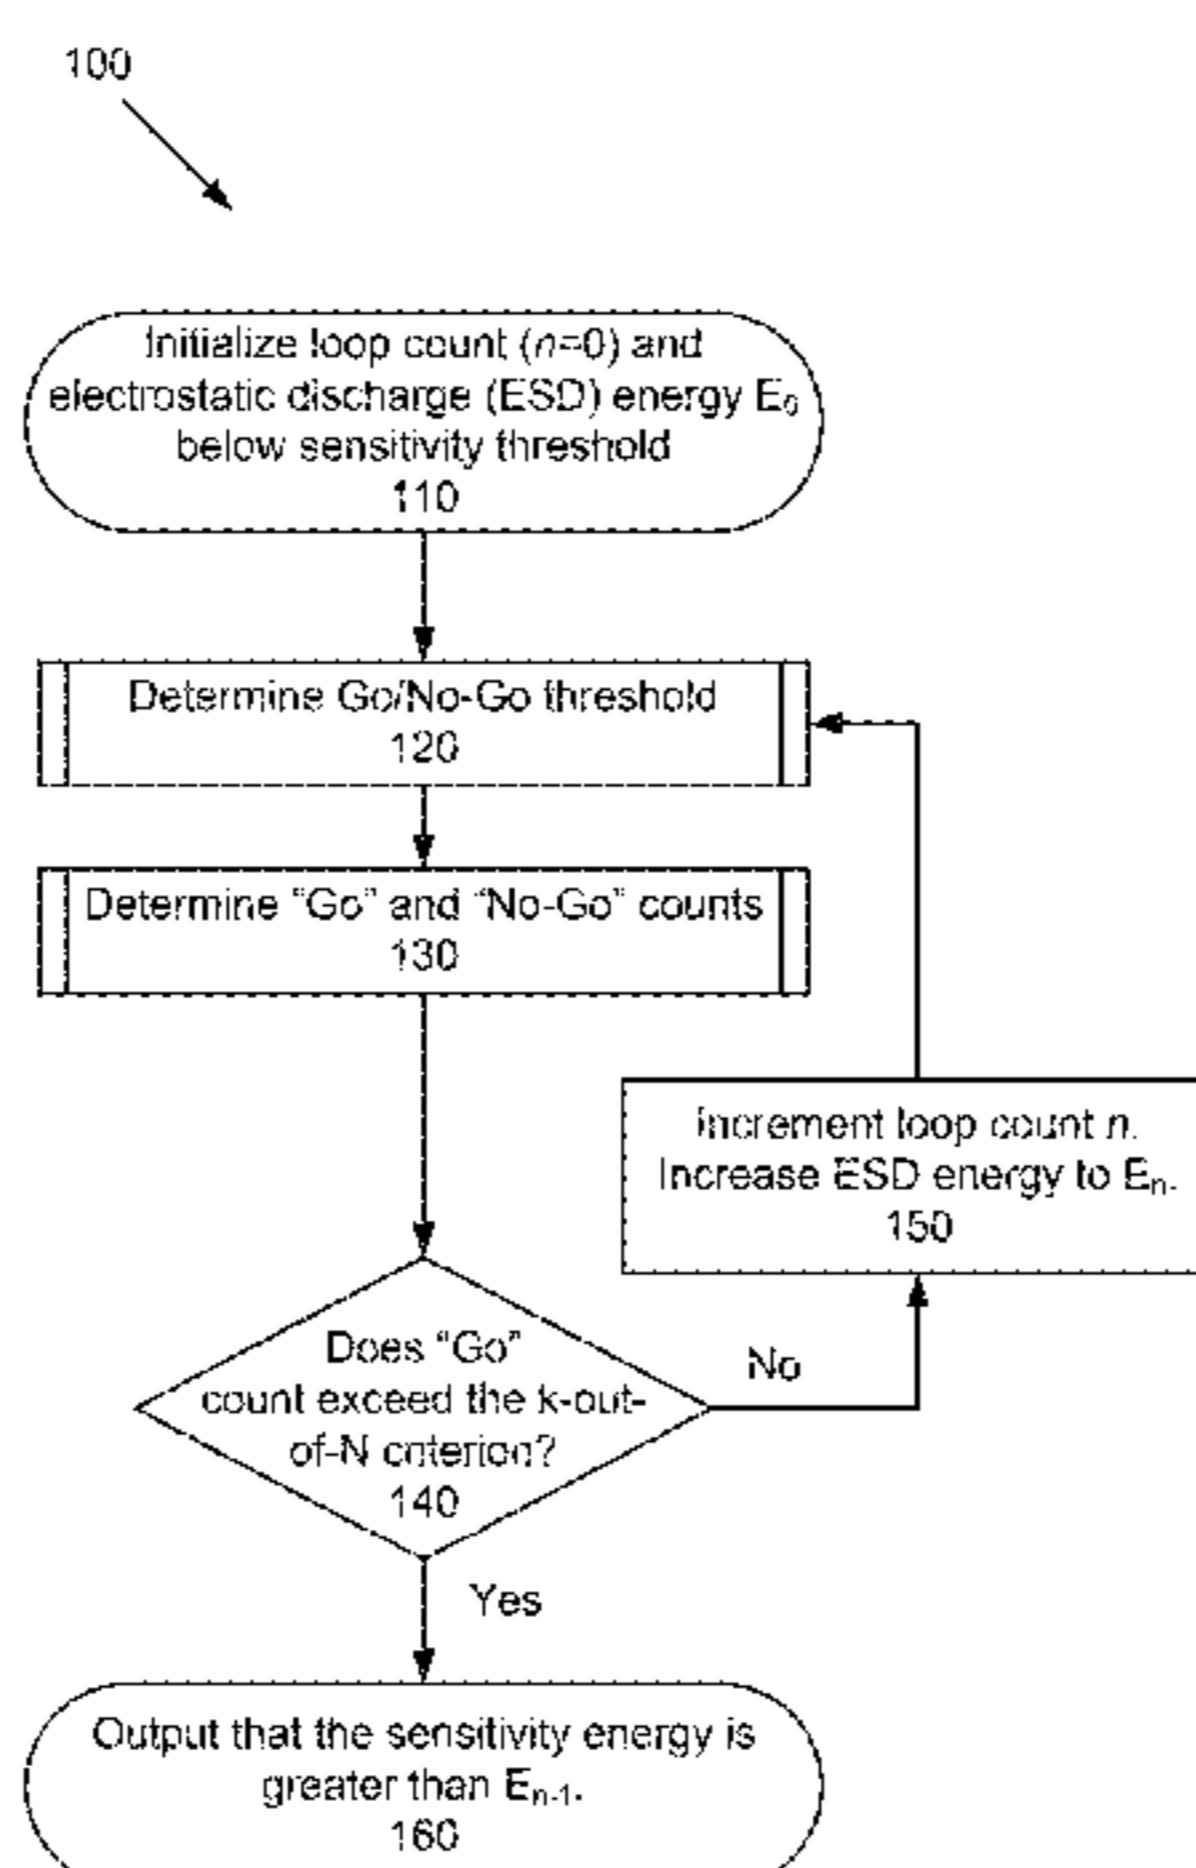 100
Initialize loop count (n=0) and
electrostatic discharge (ESD) energy E₀
below sensitivity threshold
110
Determine Go/No-Go threshold
120
Determine “Go” and “No-Go” counts
130
Increment loop count n.
Increase ESD energy to Eₙ.
150
Does “Go”
count exceed the k-out-
of-N criterion?
140
No
Yes
Output that the sensitivity energy is
greater than Eₙ₋₁.
160